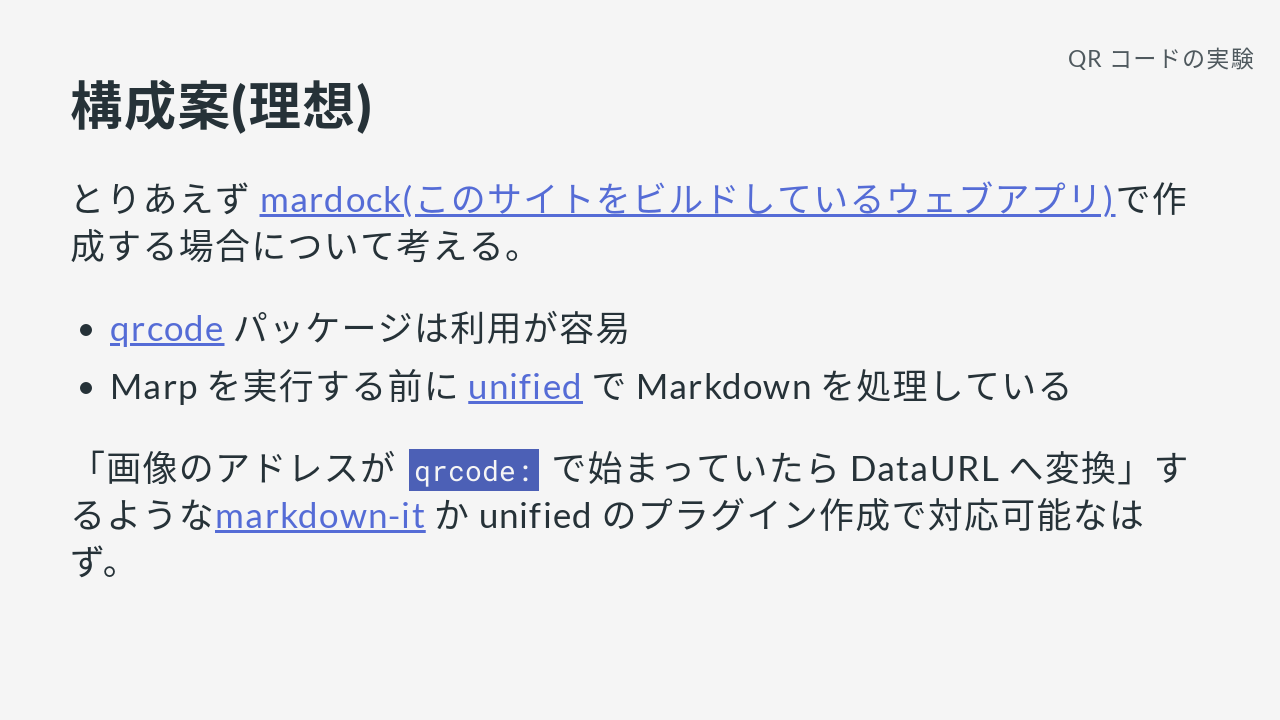 QR コードの実験
構成案(理想)
とりあえず mardock(このサイトをビルドしているウェブアプリ)で作
成する場合について考える。
• qrcode パッケージは利用が容易
• Marp を実行する前に unified で Markdown を処理している
「画像のアドレスが qrcode: で始まっていたら DataURL へ変換」す
るようなmarkdown-it か unified のプラグイン作成で対応可能なは
ず。